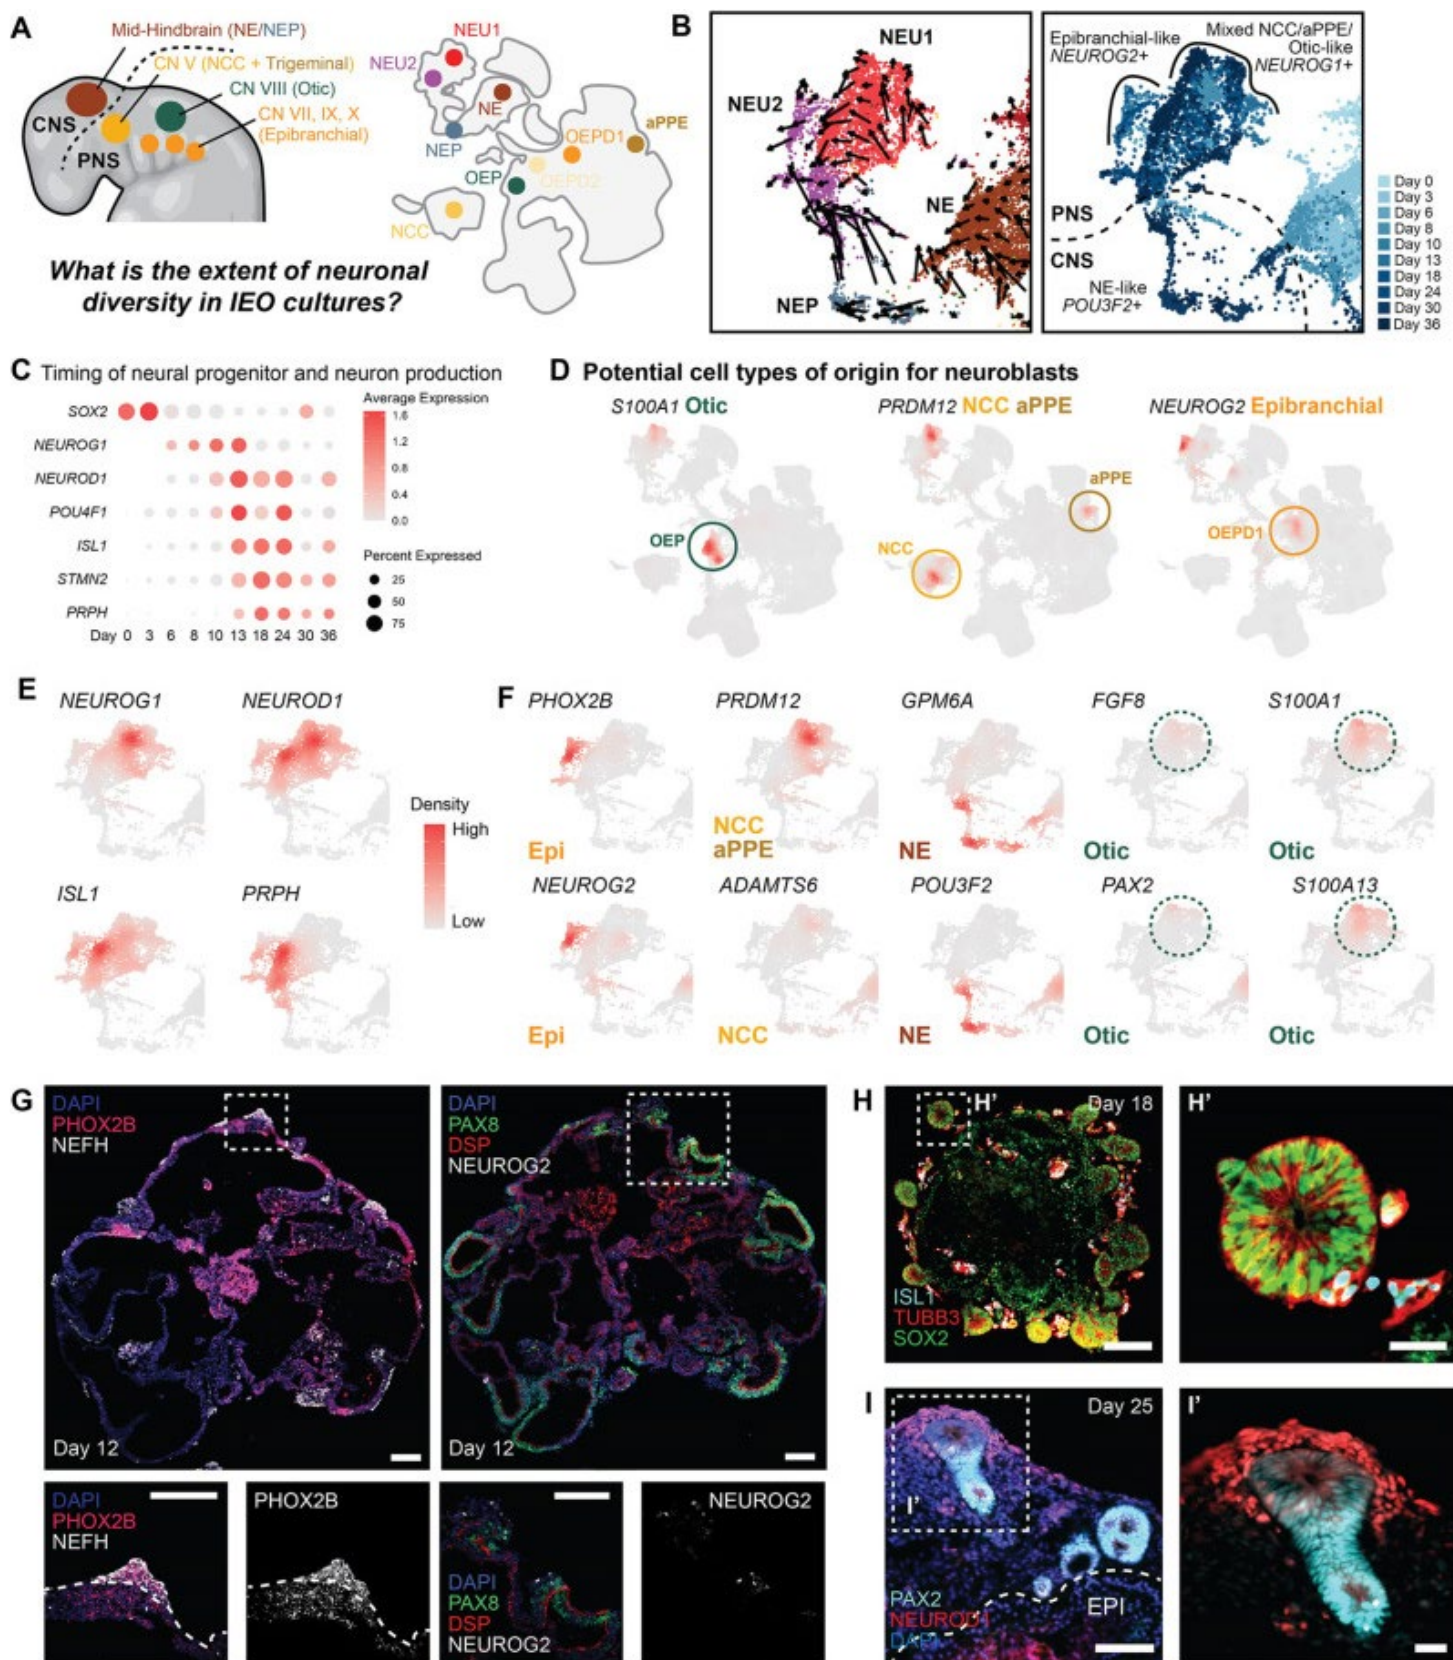 A
Mid-Hindbrain (NE/NEP)
CN V (NCC + Trigeminal)
CN VIII (Otic)
CN VII, IX, X
(Epibranchial)
CNS
PNS
NEU1
NEU2
NE
NEP
OEPD1
aPPE
OEP
OEPD2
NCC
What is the extent of neuronal
diversity in IEO cultures?
B
NEU1
NEU2
NE
NEP
Epibranchial-like
NEUROG2+
Mixed NCC/aPPE/
Otic-like
NEUROG1+
PNS
CNS
NE-like
POU3F2+
Day 0
Day 3
Day 6
Day 8
Day 10
Day 13
Day 18
Day 24
Day 30
Day 36
C Timing of neural progenitor and neuron production
SOX2
NEUROG1
NEUROD1
POU4F1
ISL1
STMN2
PRPH
Day 0 3 6 8 10 13 18 24 30 36
Average Expression
1.6
1.2
0.8
0.4
0.0
Percent Expressed
25
50
75
D Potential cell types of origin for neuroblasts
S100A1 Otic
OEP
PRDM12 NCC aPPE
aPPE
NCC
NEUROG2 Epibranchial
OEPD1
E
NEUROG1
NEUROD1
ISL1
PRPH
Density
High
Low
F
PHOX2B
PRDM12
GPM6A
FGF8
S100A1
Epi
NCC
aPPE
NE
Otic
Otic
NEUROG2
ADAMTS6
POU3F2
PAX2
S100A13
Epi
NCC
NE
Otic
Otic
G
DAPI
PHOX2B
NEFH
Day 12
DAPI
PAX8
DSP
NEUROG2
Day 12
DAPI
PHOX2B
NEFH
PHOX2B
DAPI
PAX8
DSP
NEUROG2
NEUROG2
H
H'
Day 18
ISL1
TUBB3
SOX2
H'
I
Day 25
I'
PAX2
NEUROD1
DAPI
EPI
I'